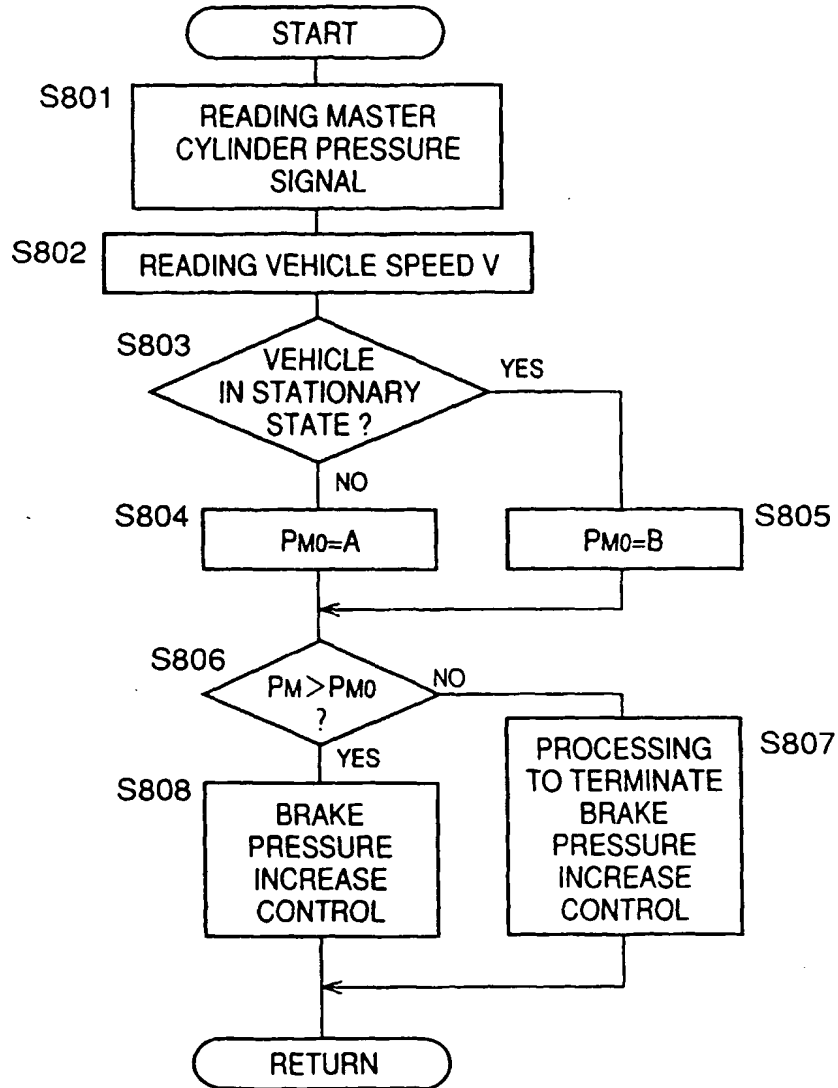 START
S801
READING MASTER
CYLINDER PRESSURE
SIGNAL
S802
READING VEHICLE SPEED V
S803
VEHICLE
IN STATIONARY
STATE ?
YES
NO
S804
PM0=A
S805
PM0=B
S806
PM>PM0
?
NO
YES
S807
PROCESSING
TO TERMINATE
BRAKE
PRESSURE
INCREASE
CONTROL
S808
BRAKE
PRESSURE
INCREASE
CONTROL
RETURN